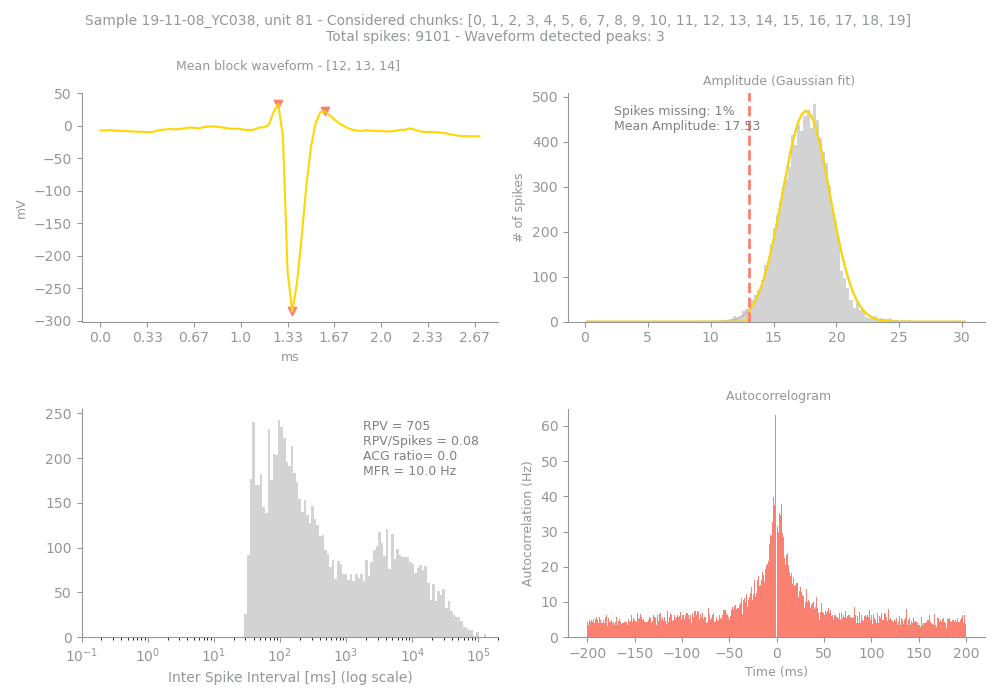 Sample 19-11-08_YC038, unit 81 - Considered chunks: [0, 1, 2, 3, 4, 5, 6, 7, 8, 9, 10, 11, 12, 13, 14, 15, 16, 17, 18, 19]
Total spikes: 9101 - Waveform detected peaks: 3
Mean block waveform - [12, 13, 14]
50
0
−50
−100
−150
−200
−250
−300
mV
0.0 0.33 0.67 1.0 1.33 1.67 2.0 2.33 2.67
ms
Amplitude (Gaussian fit)
Spikes missing: 1%
Mean Amplitude: 17.53
500
400
300
200
100
0
# of spikes
0 5 10 15 20 25 30
250
200
150
100
50
0
RPV = 705
RPV/Spikes = 0.08
ACG ratio= 0.0
MFR = 10.0 Hz
10⁻¹ 10⁰ 10¹ 10² 10³ 10⁴ 10⁵
Inter Spike Interval [ms] (log scale)
Autocorrelogram
60
50
40
30
20
10
0
Autocorrelation (Hz)
−200 −150 −100 −50 0 50 100 150 200
Time (ms)